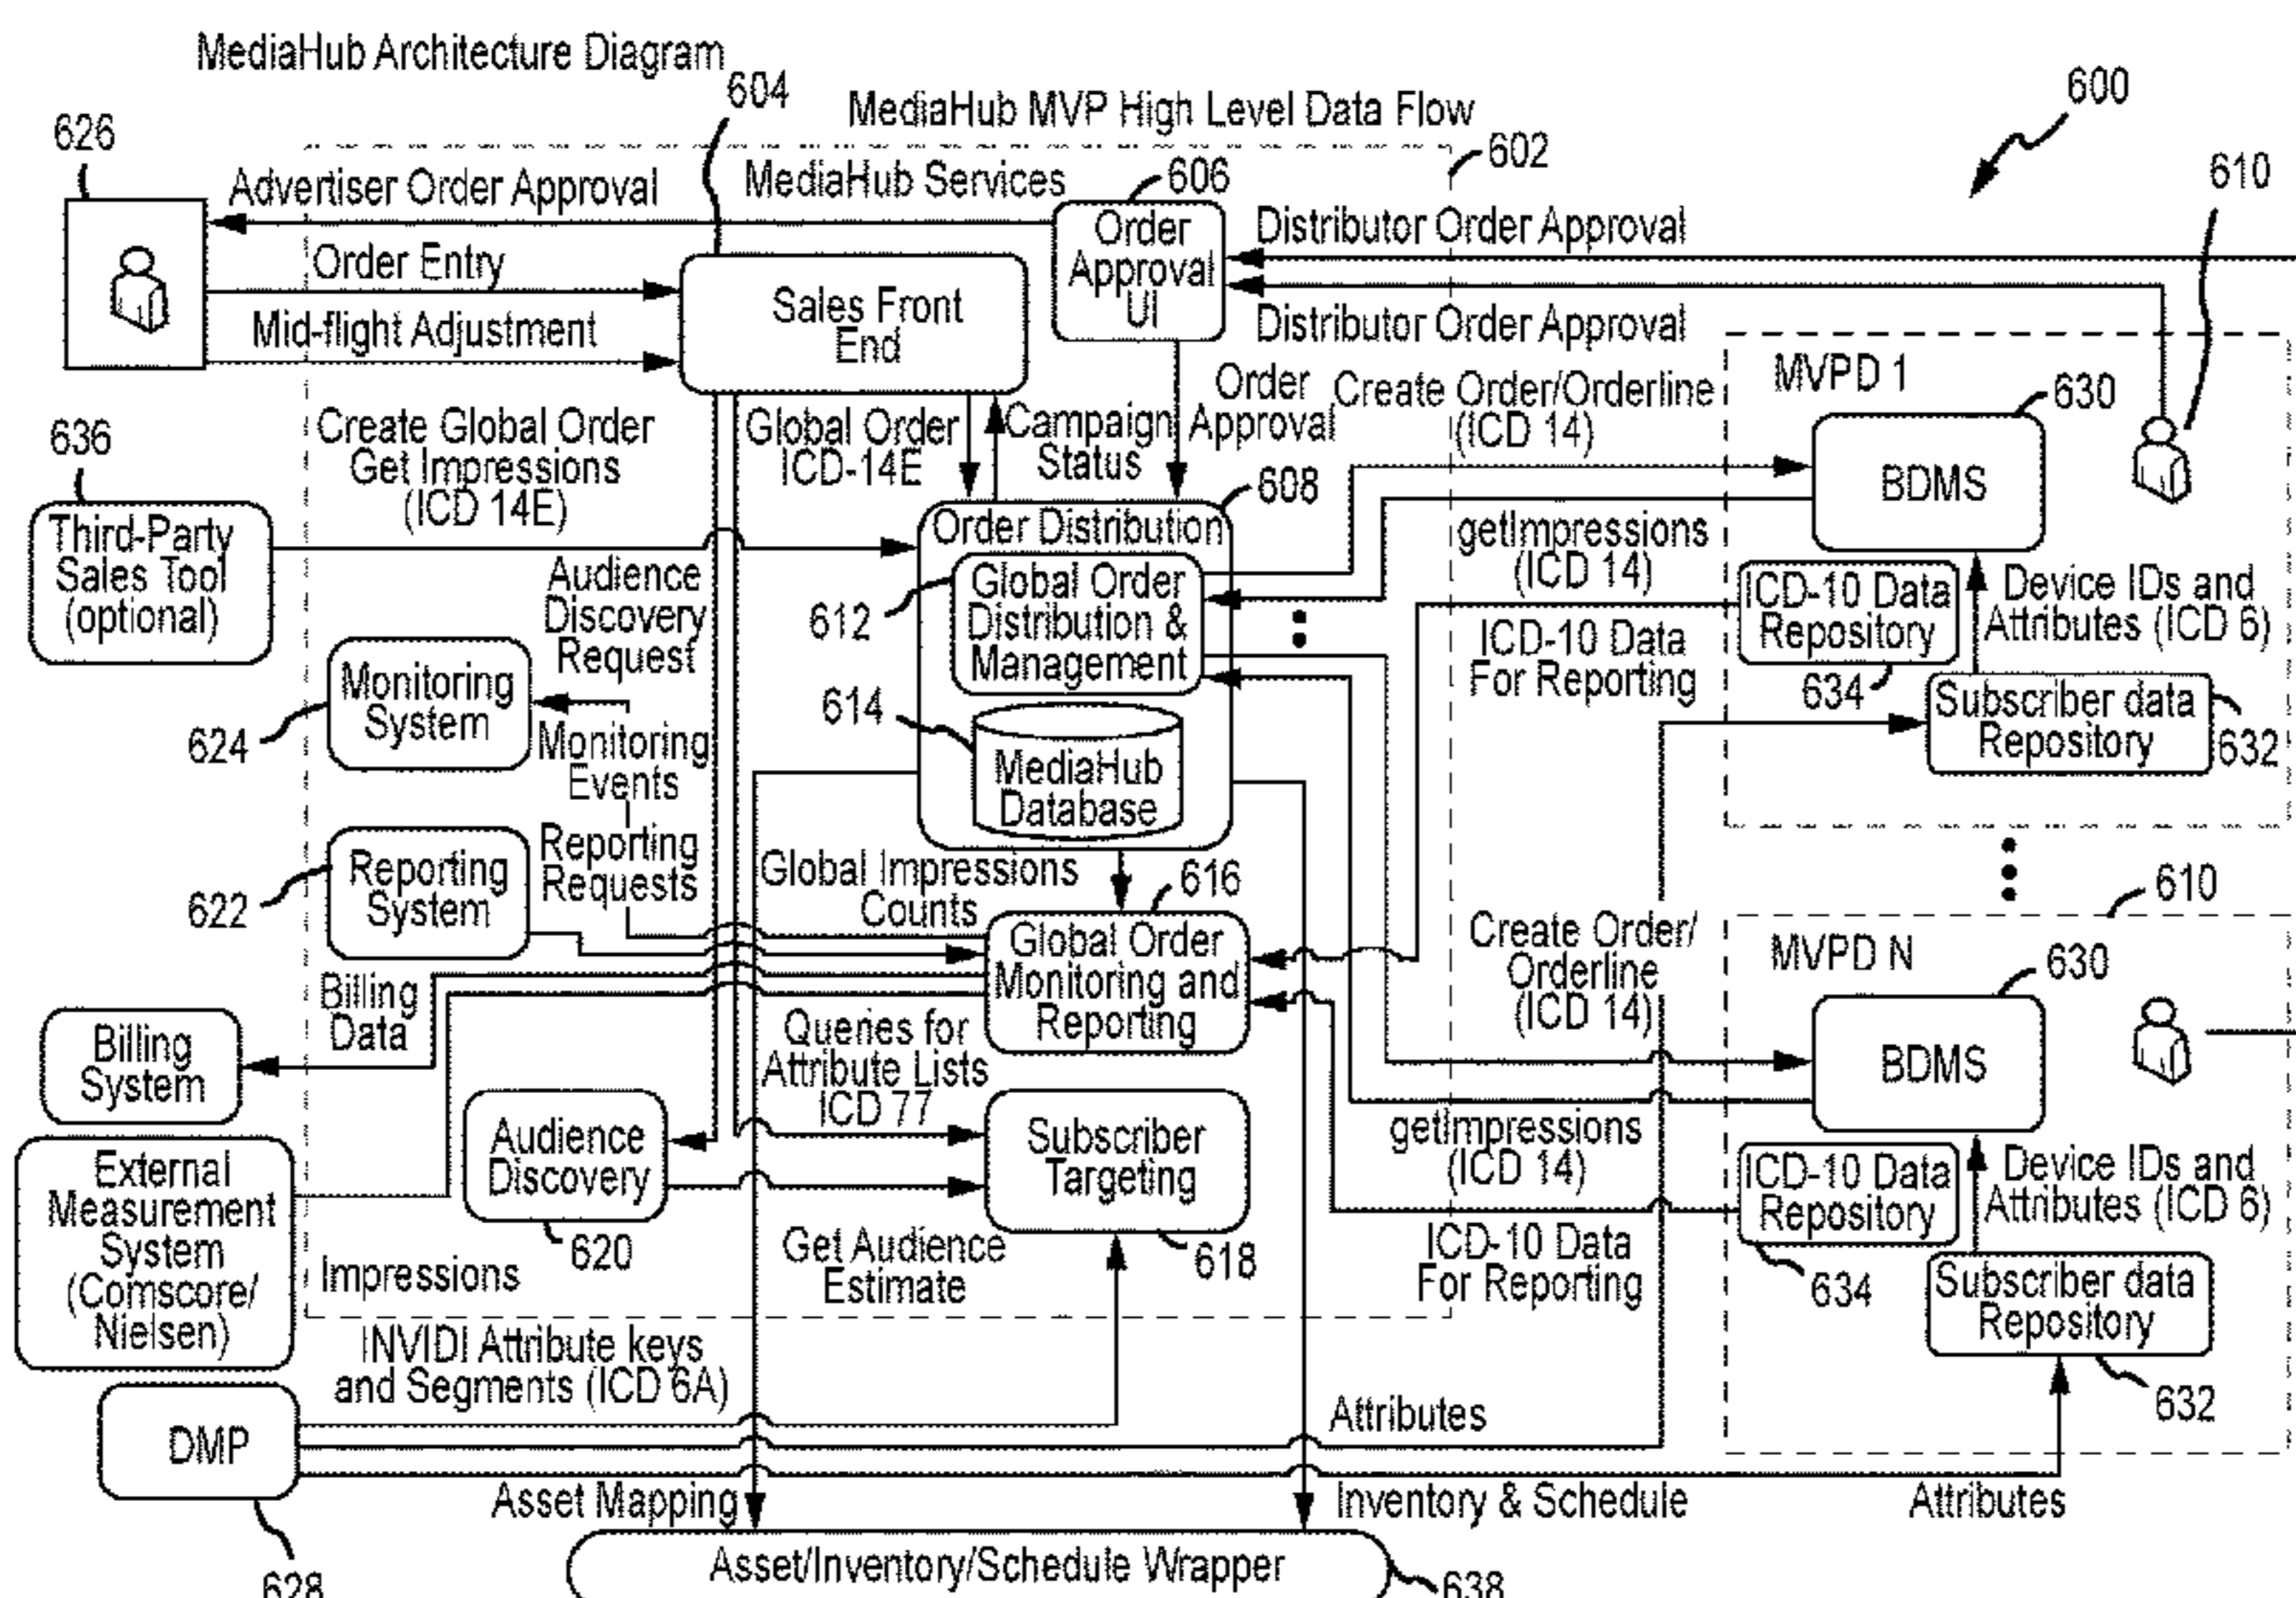 MediaHub Architecture Diagram
604
MediaHub MVP High Level Data Flow
600
626
602
610
Advertiser Order Approval
MediaHub Services
606
Order
Approval
UI
Distributor Order Approval
Distributor Order Approval
Order Entry
Mid-flight Adjustment
Sales Front
End
636
Third-Party
Sales Tool
(optional)
Create Global Order
Get Impressions
(ICD 14E)
Global Order
ICD-14E
Campaign
Status
Order
Approval
Create Order/Orderline
(ICD 14)
MVPD 1
630
BDMS
608
Order Distribution
612
Global Order
Distribution &
Management
getImpressions
(ICD 14)
ICD-10 Data
Repository
634
Device IDs and
Attributes (ICD 6)
Subscriber data
Repository
632
ICD-10 Data
For Reporting
Audience
Discovery
Request
Monitoring
System
624
Monitoring
Events
614
MediaHub
Database
Reporting
System
622
Reporting
Requests
Global Impressions
Counts
616
Global Order
Monitoring and
Reporting
Create Order/
Orderline
(ICD 14)
610
MVPD N
630
BDMS
Billing
System
Billing
Data
Queries for
Attribute Lists
ICD 77
Audience
Discovery
620
Subscriber
Targeting
618
Get Audience
Estimate
getImpressions
(ICD 14)
ICD-10 Data
Repository
634
Device IDs and
Attributes (ICD 6)
ICD-10 Data
For Reporting
Subscriber data
Repository
632
External
Measurement
System
(Comscore/
Nielsen)
Impressions
INVIDI Attribute keys
and Segments (ICD 6A)
DMP
628
Attributes
Asset Mapping
Inventory & Schedule
Attributes
Asset/Inventory/Schedule Wrapper
638